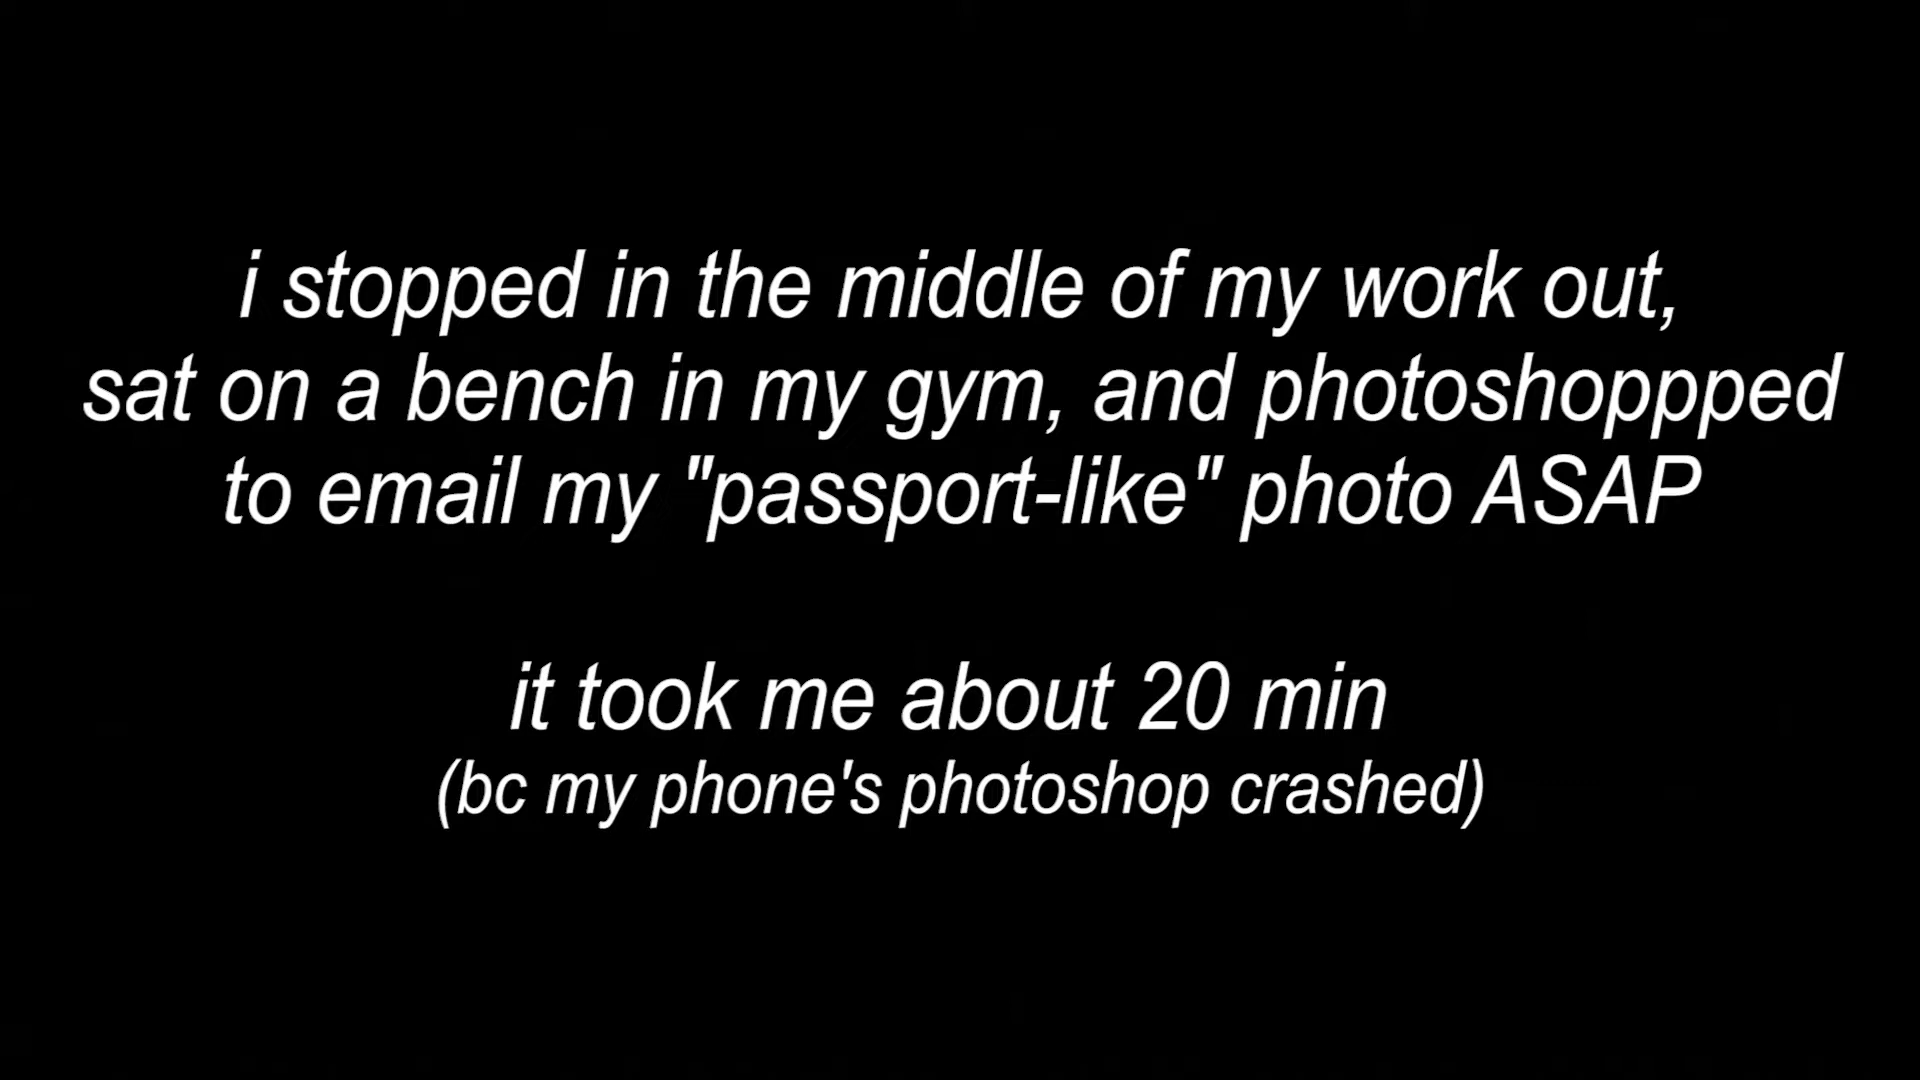 i stopped in the middle of my work out,
sat on a bench in my gym, and photoshoppped
to email my "passport-like" photo ASAP
it took me about 20 min
(bc my phone's photoshop crashed)